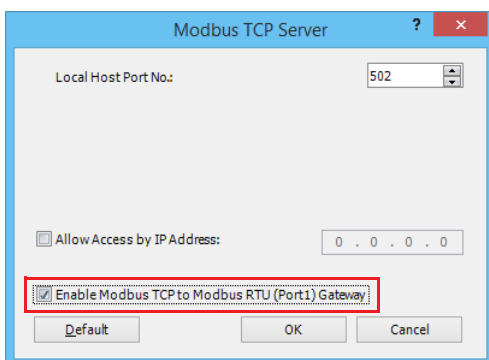 Modbus TCP Server ? ×
Local Host Port No.: 502
Allow Access by IP Address: 0 . 0 . 0 . 0
Enable Modbus TCP to Modbus RTU (Port1) Gateway
Default OK Cancel